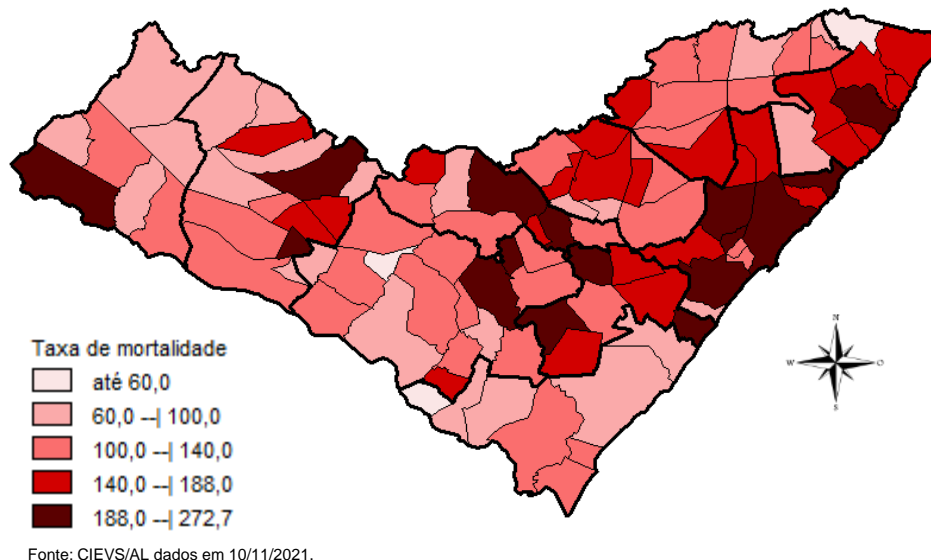 Taxa de mortalidade
até 60,0
60,0 --| 100,0
100,0 --| 140,0
140,0 --| 188,0
188,0 --| 272,7
N
W
O
S
Fonte: CIEVS/AL dados em 10/11/2021.